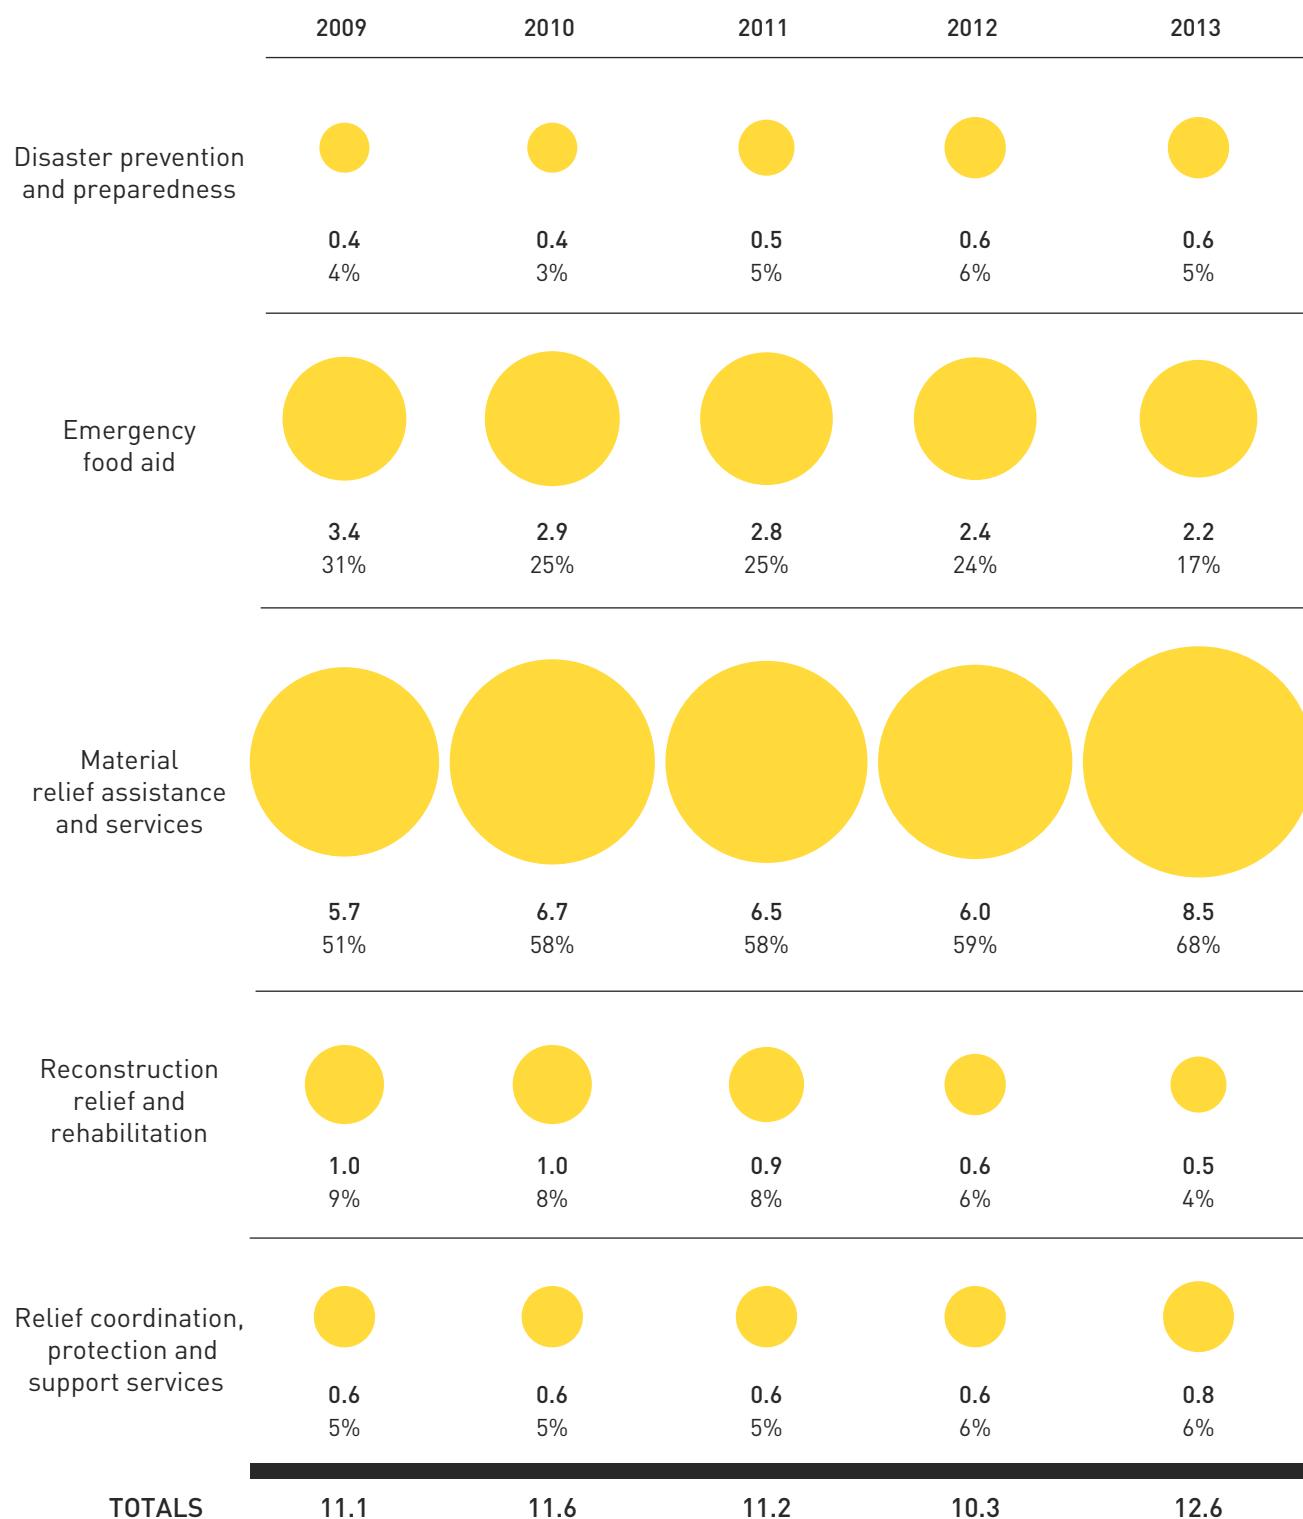 2009 2010 2011 2012 2013
Disaster prevention
and preparedness
0.4 0.4 0.5 0.6 0.6
4% 3% 5% 6% 5%
Emergency
food aid
3.4 2.9 2.8 2.4 2.2
31% 25% 25% 24% 17%
Material
relief assistance
and services
5.7 6.7 6.5 6.0 8.5
51% 58% 58% 59% 68%
Reconstruction
relief and
rehabilitation
1.0 1.0 0.9 0.6 0.5
9% 8% 8% 6% 4%
Relief coordination,
protection and
support services
0.6 0.6 0.6 0.6 0.8
5% 5% 5% 6% 6%
TOTALS 11.1 11.6 11.2 10.3 12.6